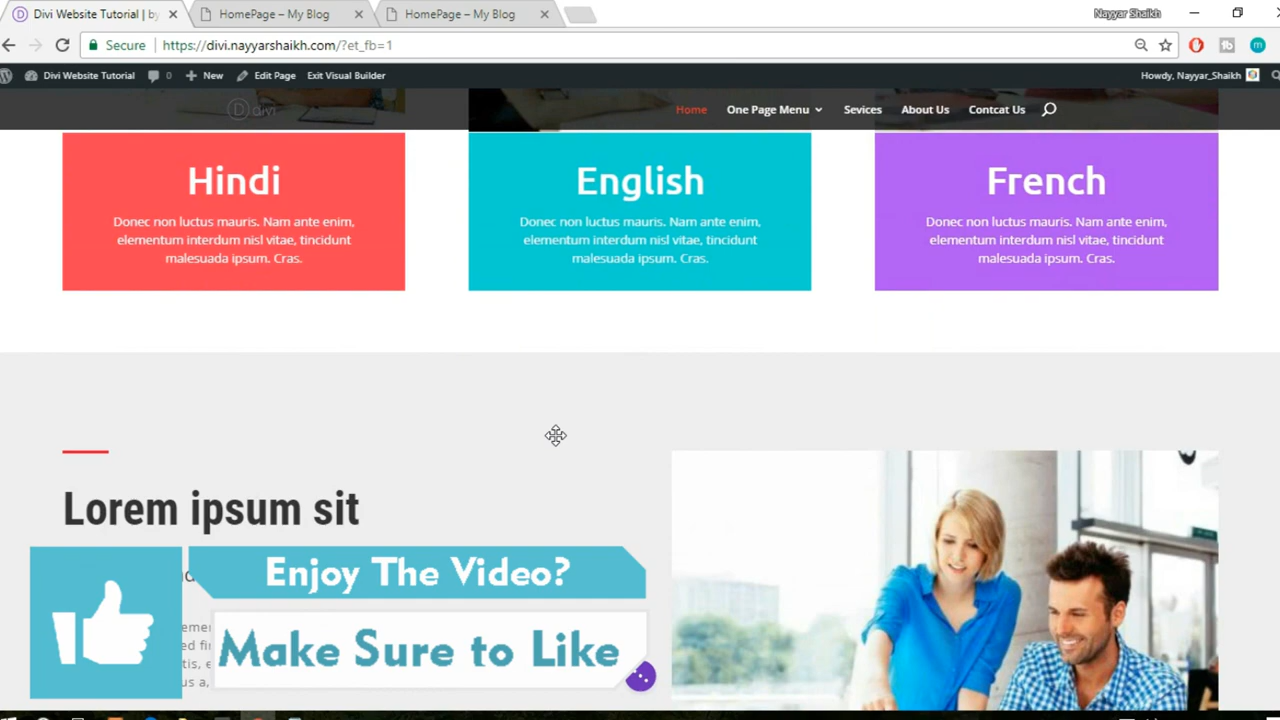 Divi Website Tutorial | by
HomePage – My Blog
HomePage – My Blog
Nayyar Shaikh
Secure
https://divi.nayyarshaikh.com/?et_fb=1
Divi Website Tutorial
0
New
Edit Page
Exit Visual Builder
Howdy, Nayyar_Shaikh
D divi
Home
One Page Menu
Sevices
About Us
Contcat Us
Hindi
Donec non luctus mauris. Nam ante enim,
elementum interdum nisl vitae, tincidunt
malesuada ipsum. Cras.
English
Donec non luctus mauris. Nam ante enim,
elementum interdum nisl vitae, tincidunt
malesuada ipsum. Cras.
French
Donec non luctus mauris. Nam ante enim,
elementum interdum nisl vitae, tincidunt
malesuada ipsum. Cras.
Lorem ipsum sit
Enjoy The Video?
Make Sure to Like